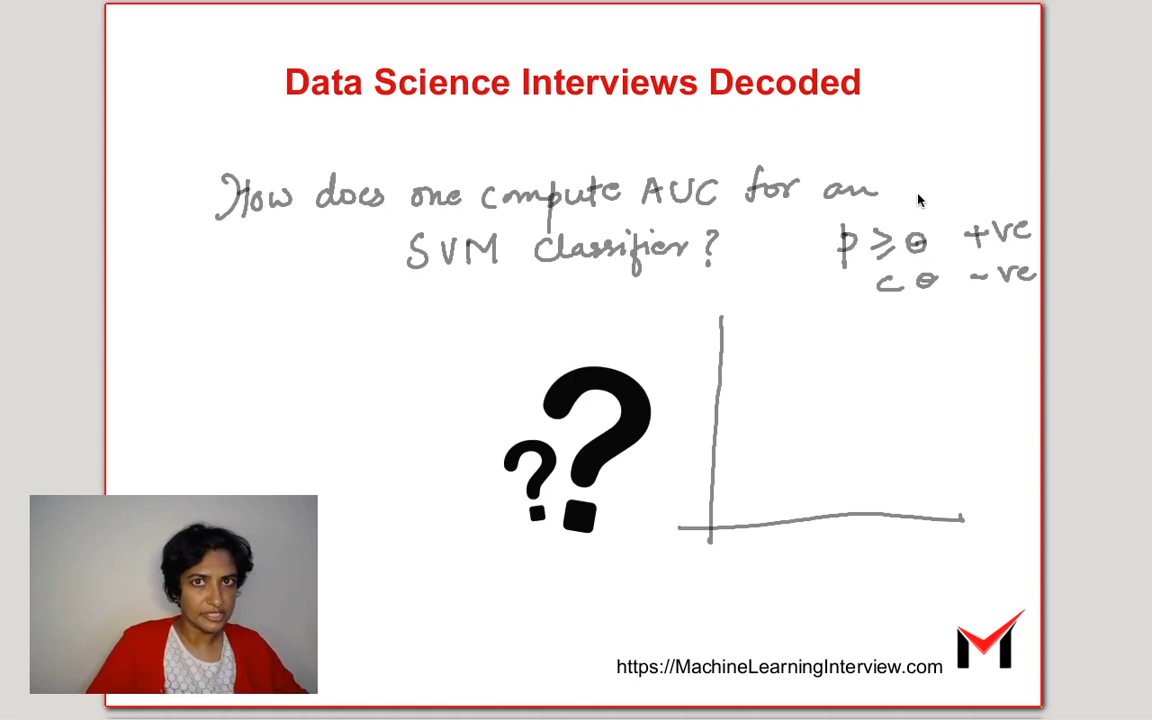 Data Science Interviews Decoded
How does one compute AUC for an
SVM classifier?
p ≥ θ +ve
< θ -ve
??
https://MachineLearningInterview.com